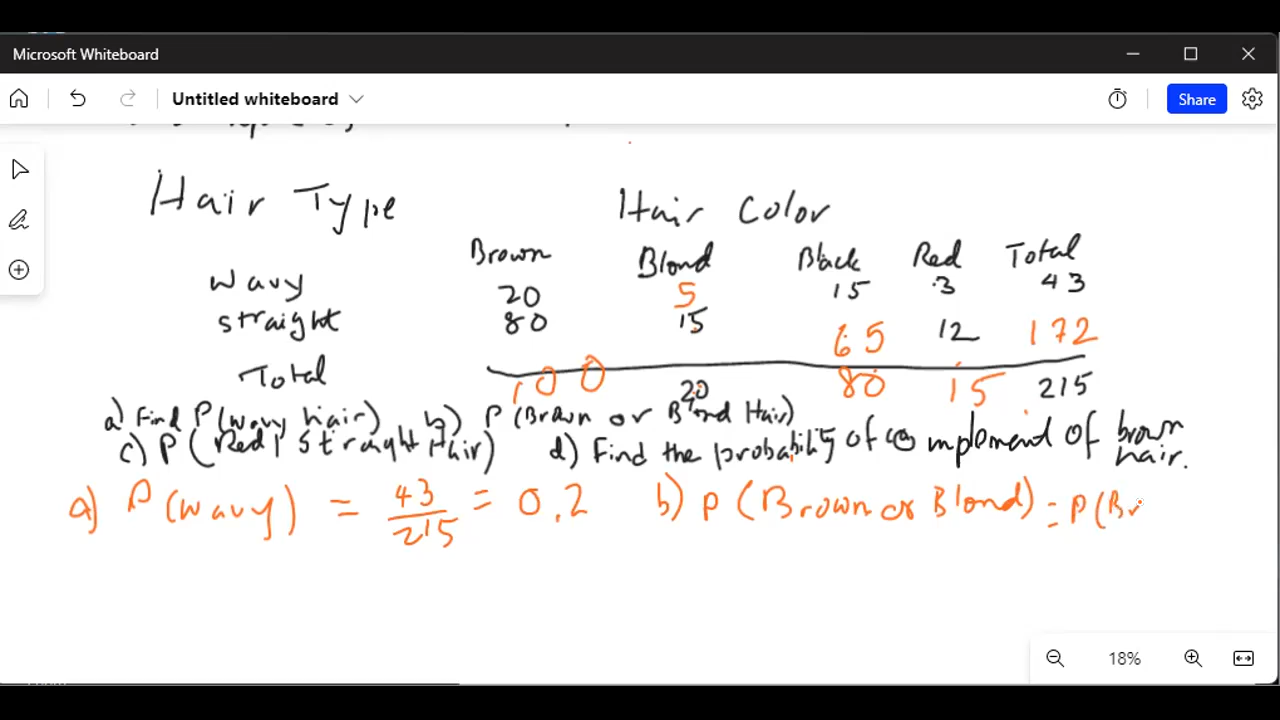 Microsoft Whiteboard
Untitled whiteboard
Share
Hair Type Hair Color
Brown Blond Black Red Total
wavy 20 5 15 3 43
straight 80 15 65 12 172
Total 100 20 80 15 215
a) Find P(wavy hair) b) P(Brown or Blond Hair)
c) P(Red| Straight Hair) d) Find the probability of complement of brown hair.
a) P(wavy) = 43/215 = 0.2 b) P(Brown or Blond) = P(Br
18%